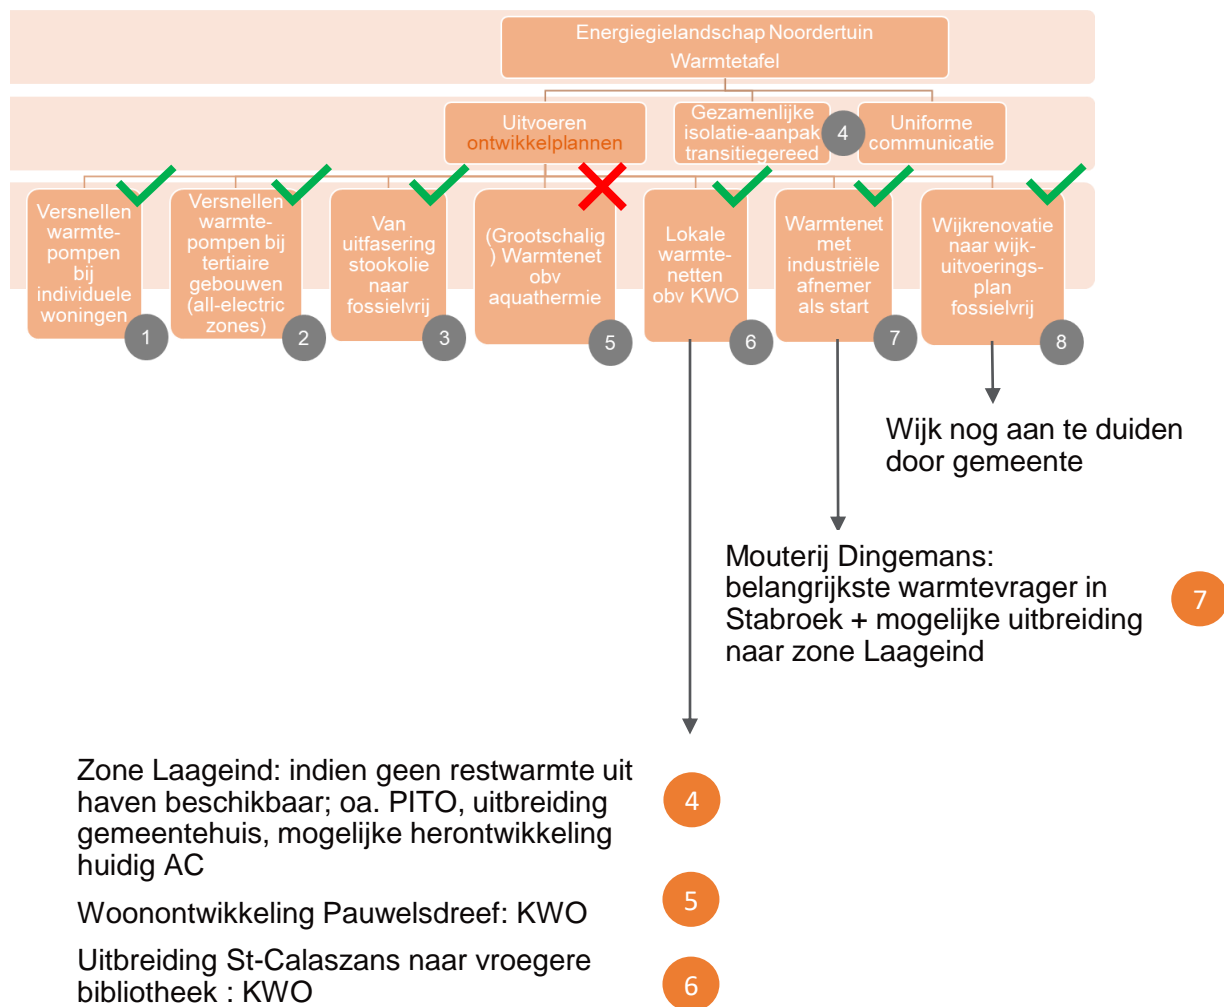 Energiegielandschap Noordertuin
Warmtetafel
Uitvoeren
ontwikkelplannen
Gezamenlijke
isolatie-aanpak
transitiegereed
4
Uniforme
communicatie
Versnellen
warmte-
pompen
bij
individuele
woningen
1
Versnellen
warmte-
pompen bij
tertiaire
gebouwen
(all-electric
zones)
2
Van
uitfasering
stookolie
naar
fossielvrij
3
(Grootschalig
) Warmtenet
obv
aquathermie
5
Lokale
warmte-
netten
obv KWO
6
Warmtenet
met
industriële
afnemer
als start
7
Wijkrenovatie
naar wijk-
uitvoerings-
plan
fossielvrij
8
Wijk nog aan te duiden
door gemeente
Mouterij Dingemans:
belangrijkste warmtevrager in
Stabroek + mogelijke uitbreiding
naar zone Laageind
7
Zone Laageind: indien geen restwarmte uit
haven beschikbaar; oa. PITO, uitbreiding
gemeentehuis, mogelijke herontwikkeling
huidig AC
4
Woonontwikkeling Pauwelsdreef: KWO
5
Uitbreiding St-Calaszans naar vroegere
bibliotheek : KWO
6